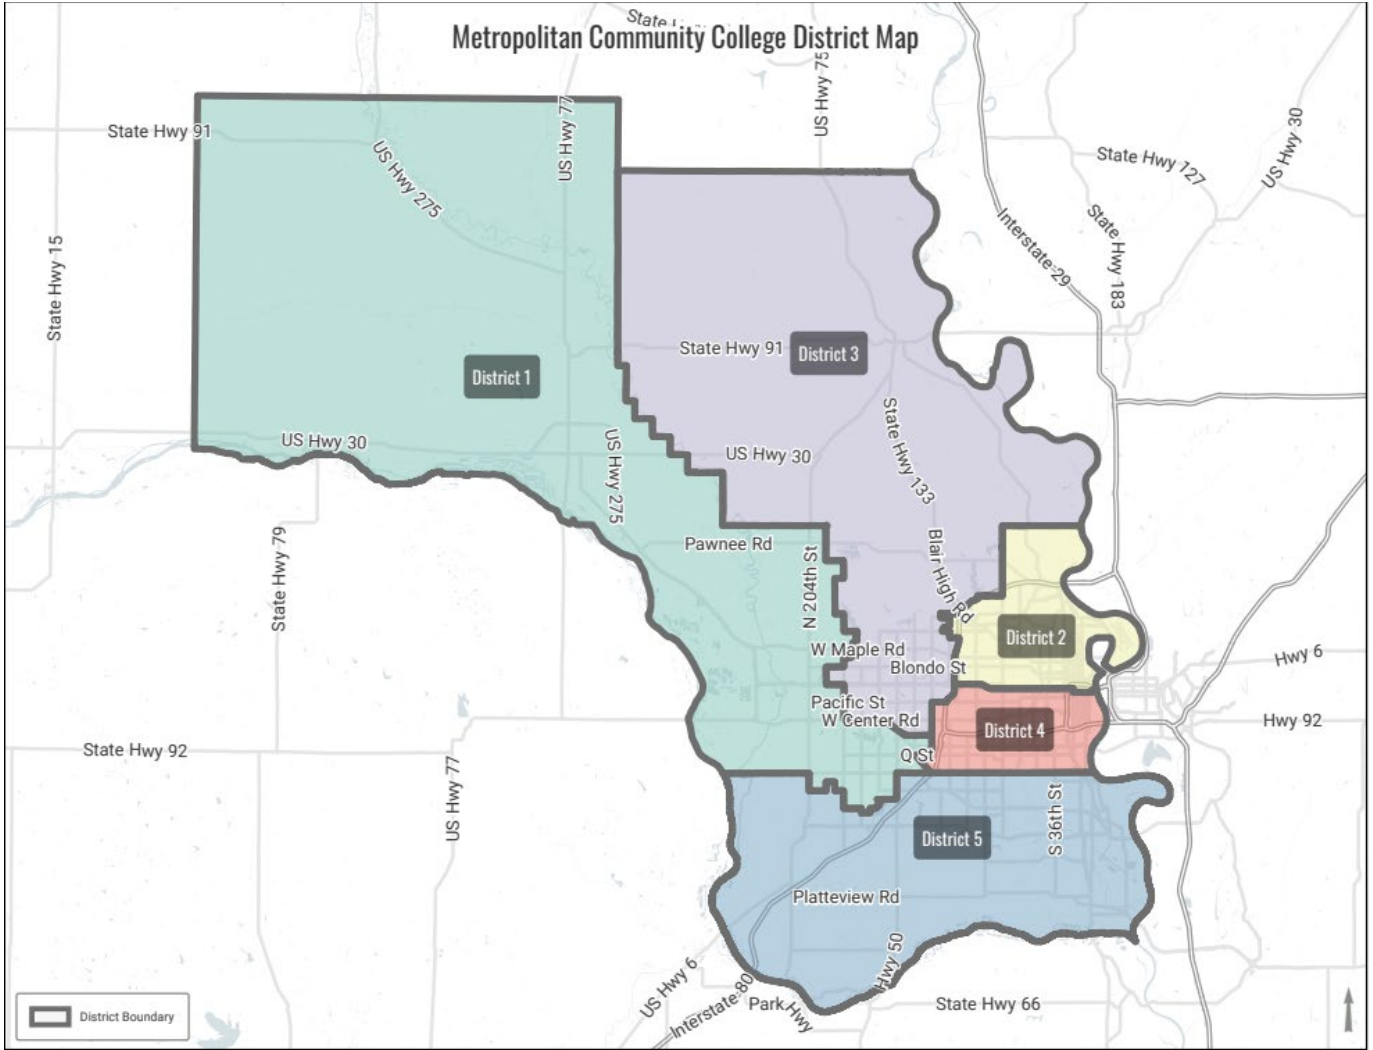 State
Metropolitan Community College District Map
US Hwy 75
US Hwy 77
State Hwy 91
US Hwy 275
State Hwy 127
US Hwy 30
State Hwy 15
Interstate-29
State Hwy 183
State Hwy 91
District 3
District 1
US Hwy 30
US Hwy 275
US Hwy 30
State Hwy 133
Pawnee Rd
N 204th St
Blair High Rd
State Hwy 79
District 2
W Maple Rd
Blondo St
Hwy 6
Pacific St
W Center Rd
District 4
Hwy 92
State Hwy 92
Q St
US Hwy 77
S 36th St
District 5
Platteview Rd
Hwy 50
US Hwy 6
Interstate-80
Park Hwy
State Hwy 66
District Boundary